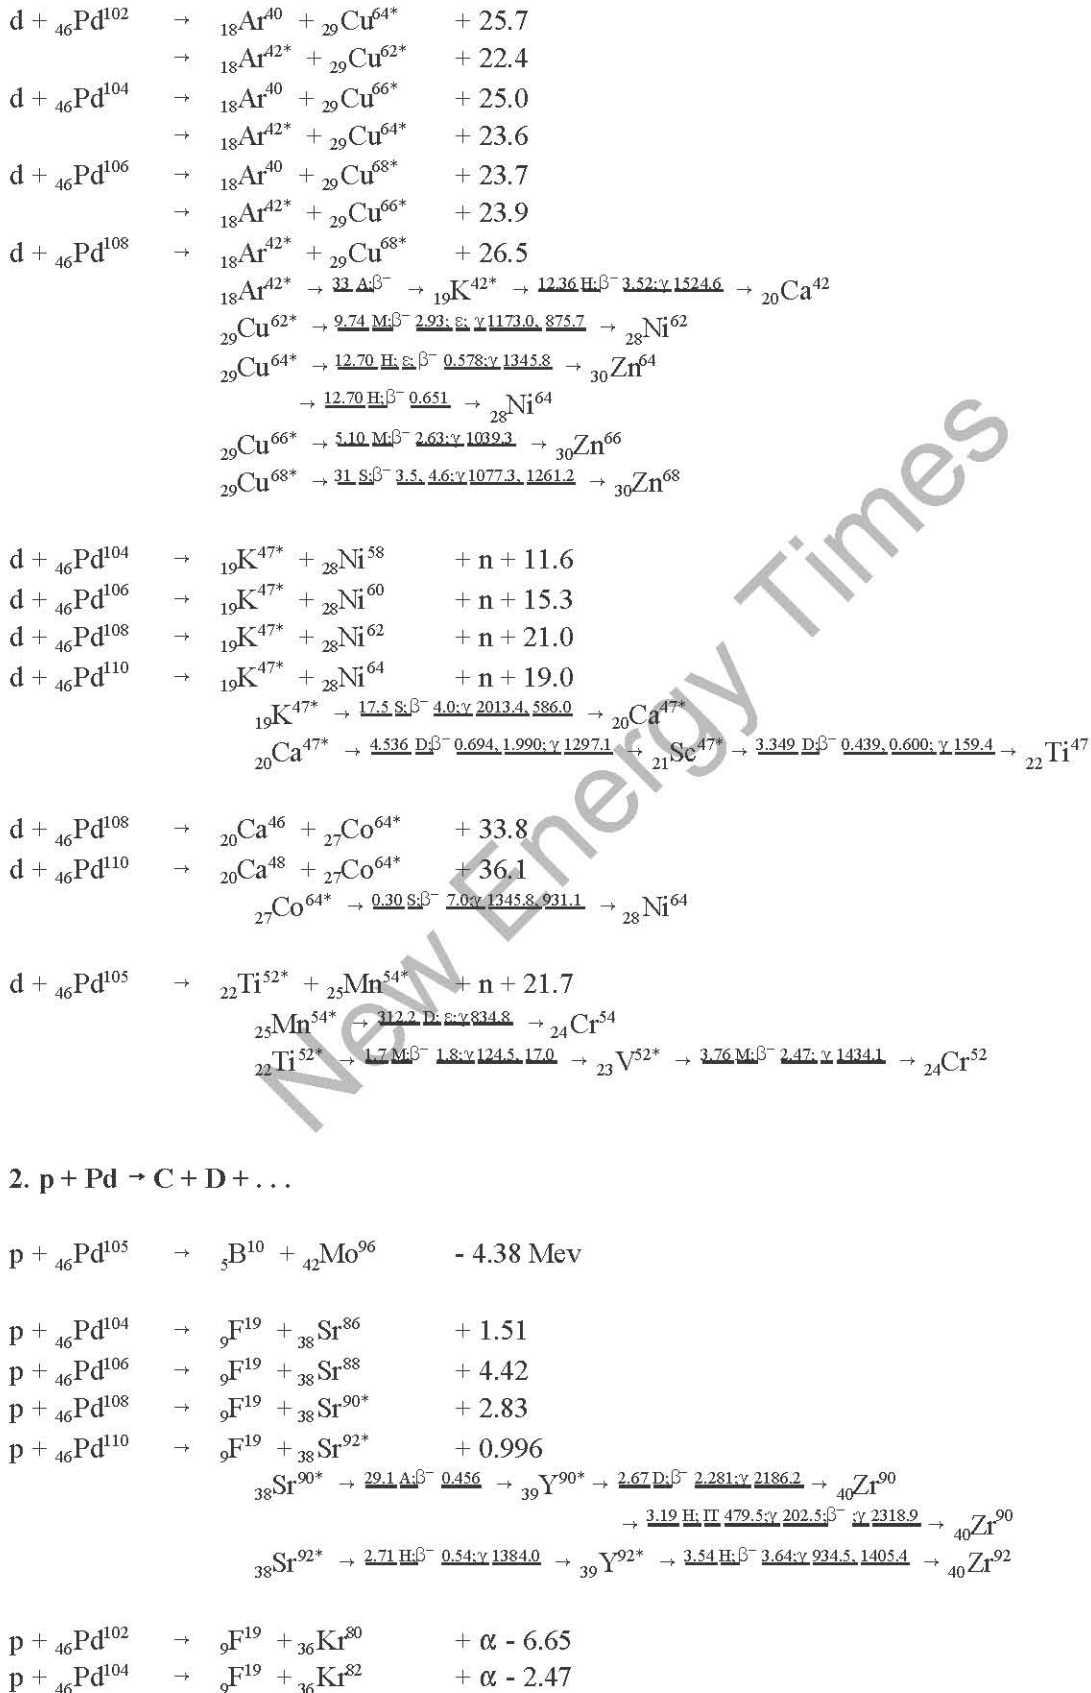 d + ₄₆Pd¹⁰² → ₁₈Ar⁴⁰ + ₂₉Cu⁶⁴* + 25.7
→ ₁₈Ar⁴²* + ₂₉Cu⁶²* + 22.4
d + ₄₆Pd¹⁰⁴ → ₁₈Ar⁴⁰ + ₂₉Cu⁶⁶* + 25.0
→ ₁₈Ar⁴²* + ₂₉Cu⁶⁴* + 23.6
d + ₄₆Pd¹⁰⁶ → ₁₈Ar⁴⁰ + ₂₉Cu⁶⁸* + 23.7
→ ₁₈Ar⁴²* + ₂₉Cu⁶⁶* + 23.9
d + ₄₆Pd¹⁰⁸ → ₁₈Ar⁴²* + ₂₉Cu⁶⁸* + 26.5
₁₈Ar⁴²* → 33 A;β⁻ → ₁₉K⁴²* → 12.36 H;β⁻ 3.52;γ 1524.6 → ₂₀Ca⁴²
₂₉Cu⁶²* → 9.74 M;β⁻ 2.93; ε; γ 1173.0, 875.7 → ₂₈Ni⁶²
₂₉Cu⁶⁴* → 12.70 H; ε; β⁻ 0.578;γ 1345.8 → ₃₀Zn⁶⁴
→ 12.70 H;β⁻ 0.651 → ₂₈Ni⁶⁴
₂₉Cu⁶⁶* → 5.10 M;β⁻ 2.63;γ 1039.3 → ₃₀Zn⁶⁶
₂₉Cu⁶⁸* → 31 S;β⁻ 3.5, 4.6;γ 1077.3, 1261.2 → ₃₀Zn⁶⁸
d + ₄₆Pd¹⁰⁴ → ₁₉K⁴⁷* + ₂₈Ni⁵⁸ + n + 11.6
d + ₄₆Pd¹⁰⁶ → ₁₉K⁴⁷* + ₂₈Ni⁶⁰ + n + 15.3
d + ₄₆Pd¹⁰⁸ → ₁₉K⁴⁷* + ₂₈Ni⁶² + n + 21.0
d + ₄₆Pd¹¹⁰ → ₁₉K⁴⁷* + ₂₈Ni⁶⁴ + n + 19.0
₁₉K⁴⁷* → 17.5 S;β⁻ 4.0;γ 2013.4, 586.0 → ₂₀Ca⁴⁷*
₂₀Ca⁴⁷* → 4.536 D;β⁻ 0.694, 1.990; γ 1297.1 → ₂₁Sc⁴⁷* → 3.349 D;β⁻ 0.439, 0.600; γ 159.4 → ₂₂Ti⁴⁷
d + ₄₆Pd¹⁰⁸ → ₂₀Ca⁴⁶ + ₂₇Co⁶⁴* + 33.8
d + ₄₆Pd¹¹⁰ → ₂₀Ca⁴⁸ + ₂₇Co⁶⁴* + 36.1
₂₇Co⁶⁴* → 0.30 S;β⁻ 7.0;γ 1345.8, 931.1 → ₂₈Ni⁶⁴
d + ₄₆Pd¹⁰⁵ → ₂₂Ti⁵²* + ₂₅Mn⁵⁴* + n + 21.7
₂₅Mn⁵⁴* → 312.2 D; ε;γ 834.8 → ₂₄Cr⁵⁴
₂₂Ti⁵²* → 1.7 M;β⁻ 1.8;γ 124.5, 17.0 → ₂₃V⁵²* → 3.76 M;β⁻ 2.47; γ 1434.1 → ₂₄Cr⁵²
New Energy Times
2. p + Pd → C + D + . . .
p + ₄₆Pd¹⁰⁵ → ₅B¹⁰ + ₄₂Mo⁹⁶ - 4.38 Mev
p + ₄₆Pd¹⁰⁴ → ₉F¹⁹ + ₃₈Sr⁸⁶ + 1.51
p + ₄₆Pd¹⁰⁶ → ₉F¹⁹ + ₃₈Sr⁸⁸ + 4.42
p + ₄₆Pd¹⁰⁸ → ₉F¹⁹ + ₃₈Sr⁹⁰* + 2.83
p + ₄₆Pd¹¹⁰ → ₉F¹⁹ + ₃₈Sr⁹²* + 0.996
₃₈Sr⁹⁰* → 29.1 A;β⁻ 0.456 → ₃₉Y⁹⁰* → 2.67 D;β⁻ 2.281;γ 2186.2 → ₄₀Zr⁹⁰
→ 3.19 H; IT 479.5;γ 202.5;β⁻ ;γ 2318.9 → ₄₀Zr⁹⁰
₃₈Sr⁹²* → 2.71 H;β⁻ 0.54;γ 1384.0 → ₃₉Y⁹²* → 3.54 H;β⁻ 3.64;γ 934.5, 1405.4 → ₄₀Zr⁹²
p + ₄₆Pd¹⁰² → ₉F¹⁹ + ₃₆Kr⁸⁰ + α - 6.65
p + ₄₆Pd¹⁰⁴ → ₉F¹⁹ + ₃₆Kr⁸² + α - 2.47